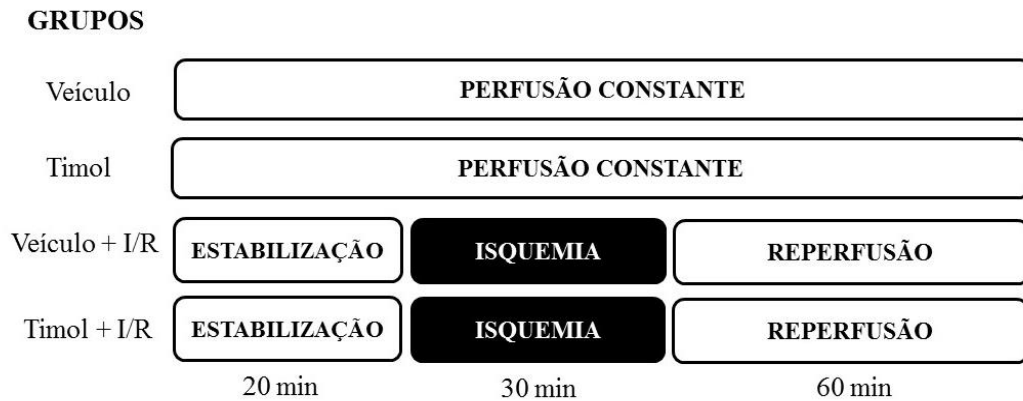 GRUPOS
Veículo PERFUSÃO CONSTANTE
Timol PERFUSÃO CONSTANTE
Veículo + I/R ESTABILIZAÇÃO ISQUEMIA REPERFUSÃO
Timol + I/R ESTABILIZAÇÃO ISQUEMIA REPERFUSÃO
20 min 30 min 60 min